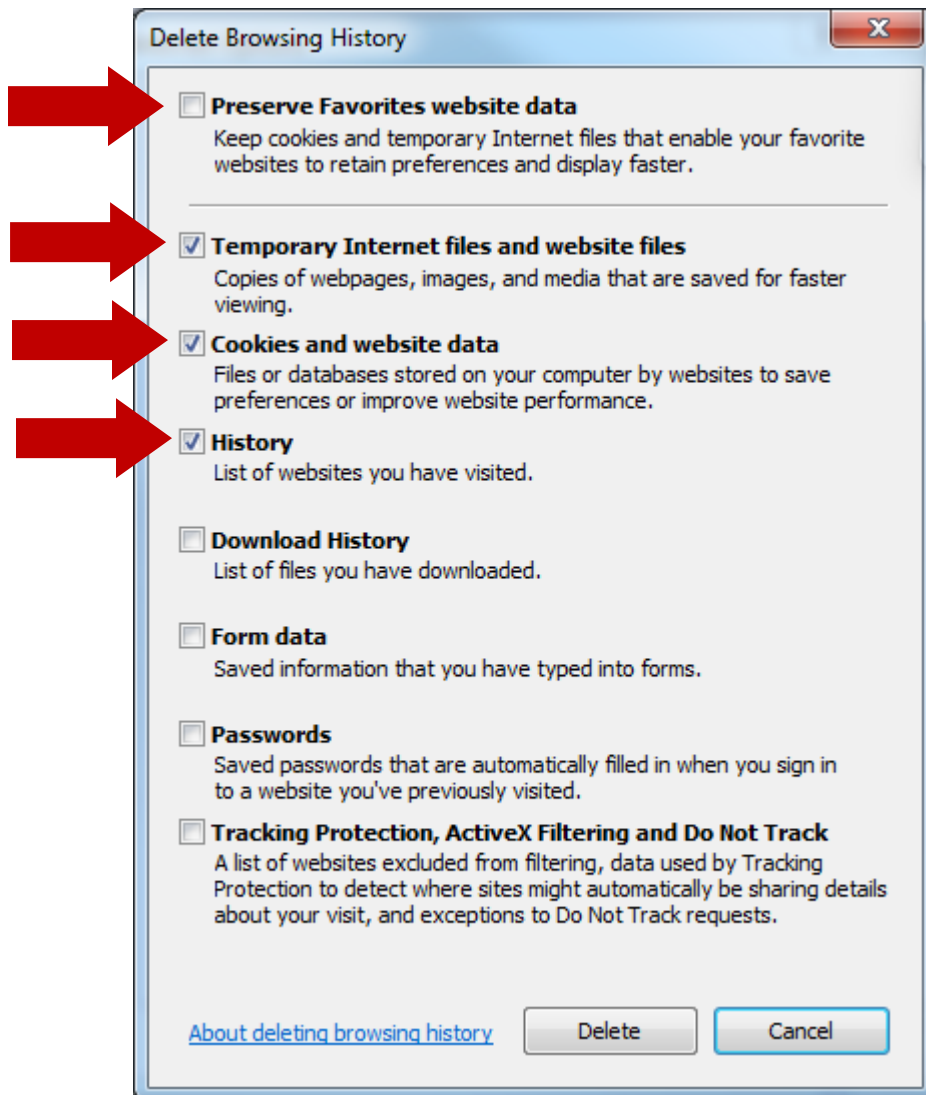 Delete Browsing History
Preserve Favorites website data
Keep cookies and temporary Internet files that enable your favorite
websites to retain preferences and display faster.
Temporary Internet files and website files
Copies of webpages, images, and media that are saved for faster
viewing.
Cookies and website data
Files or databases stored on your computer by websites to save
preferences or improve website performance.
History
List of websites you have visited.
Download History
List of files you have downloaded.
Form data
Saved information that you have typed into forms.
Passwords
Saved passwords that are automatically filled in when you sign in
to a website you've previously visited.
Tracking Protection, ActiveX Filtering and Do Not Track
A list of websites excluded from filtering, data used by Tracking
Protection to detect where sites might automatically be sharing details
about your visit, and exceptions to Do Not Track requests.
About deleting browsing history Delete Cancel